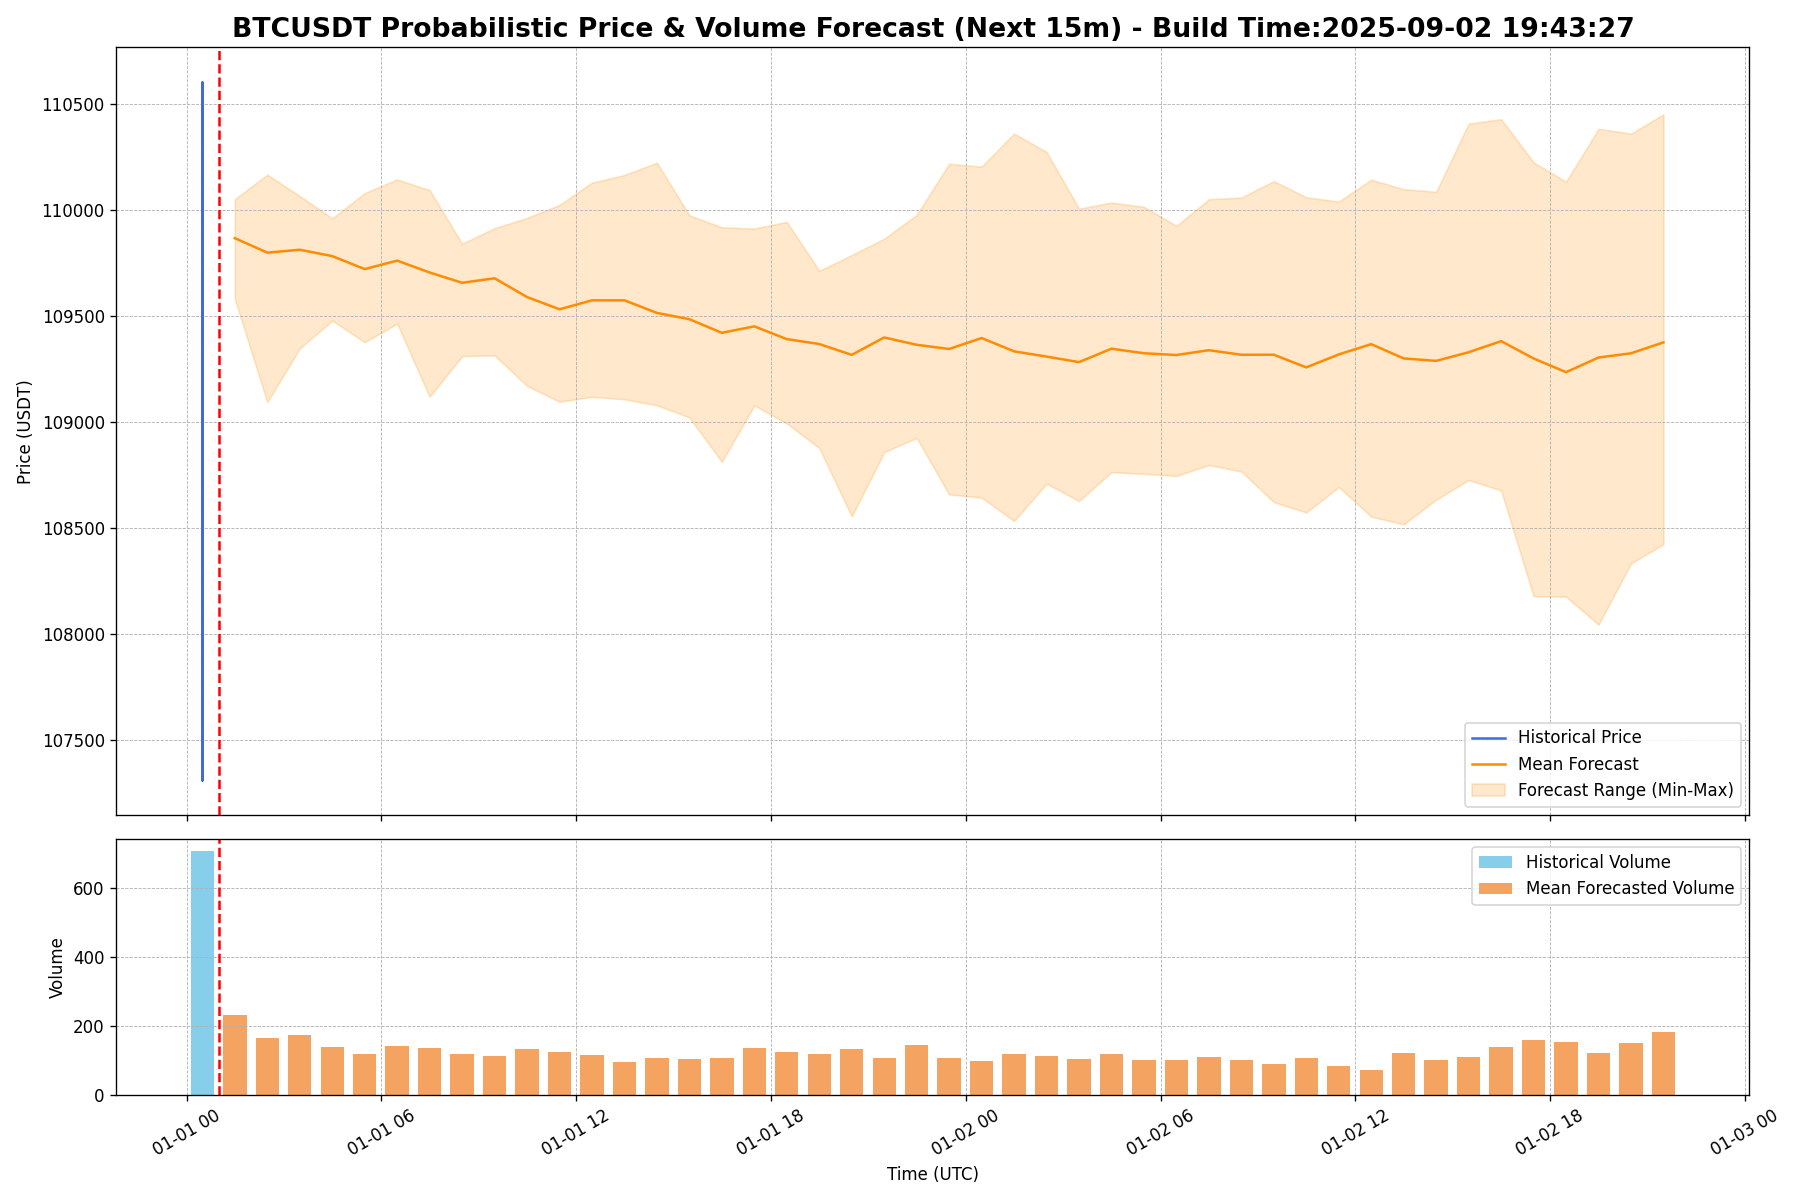 BTCUSDT Probabilistic Price & Volume Forecast (Next 15m) - Build Time:2025-09-02 19:43:27
Price (USDT)
110500
110000
109500
109000
108500
108000
107500
Historical Price
Mean Forecast
Forecast Range (Min-Max)
Volume
600
400
200
0
Historical Volume
Mean Forecasted Volume
01-01 00
01-01 06
01-01 12
01-01 18
01-02 00
01-02 06
01-02 12
01-02 18
01-03 00
Time (UTC)